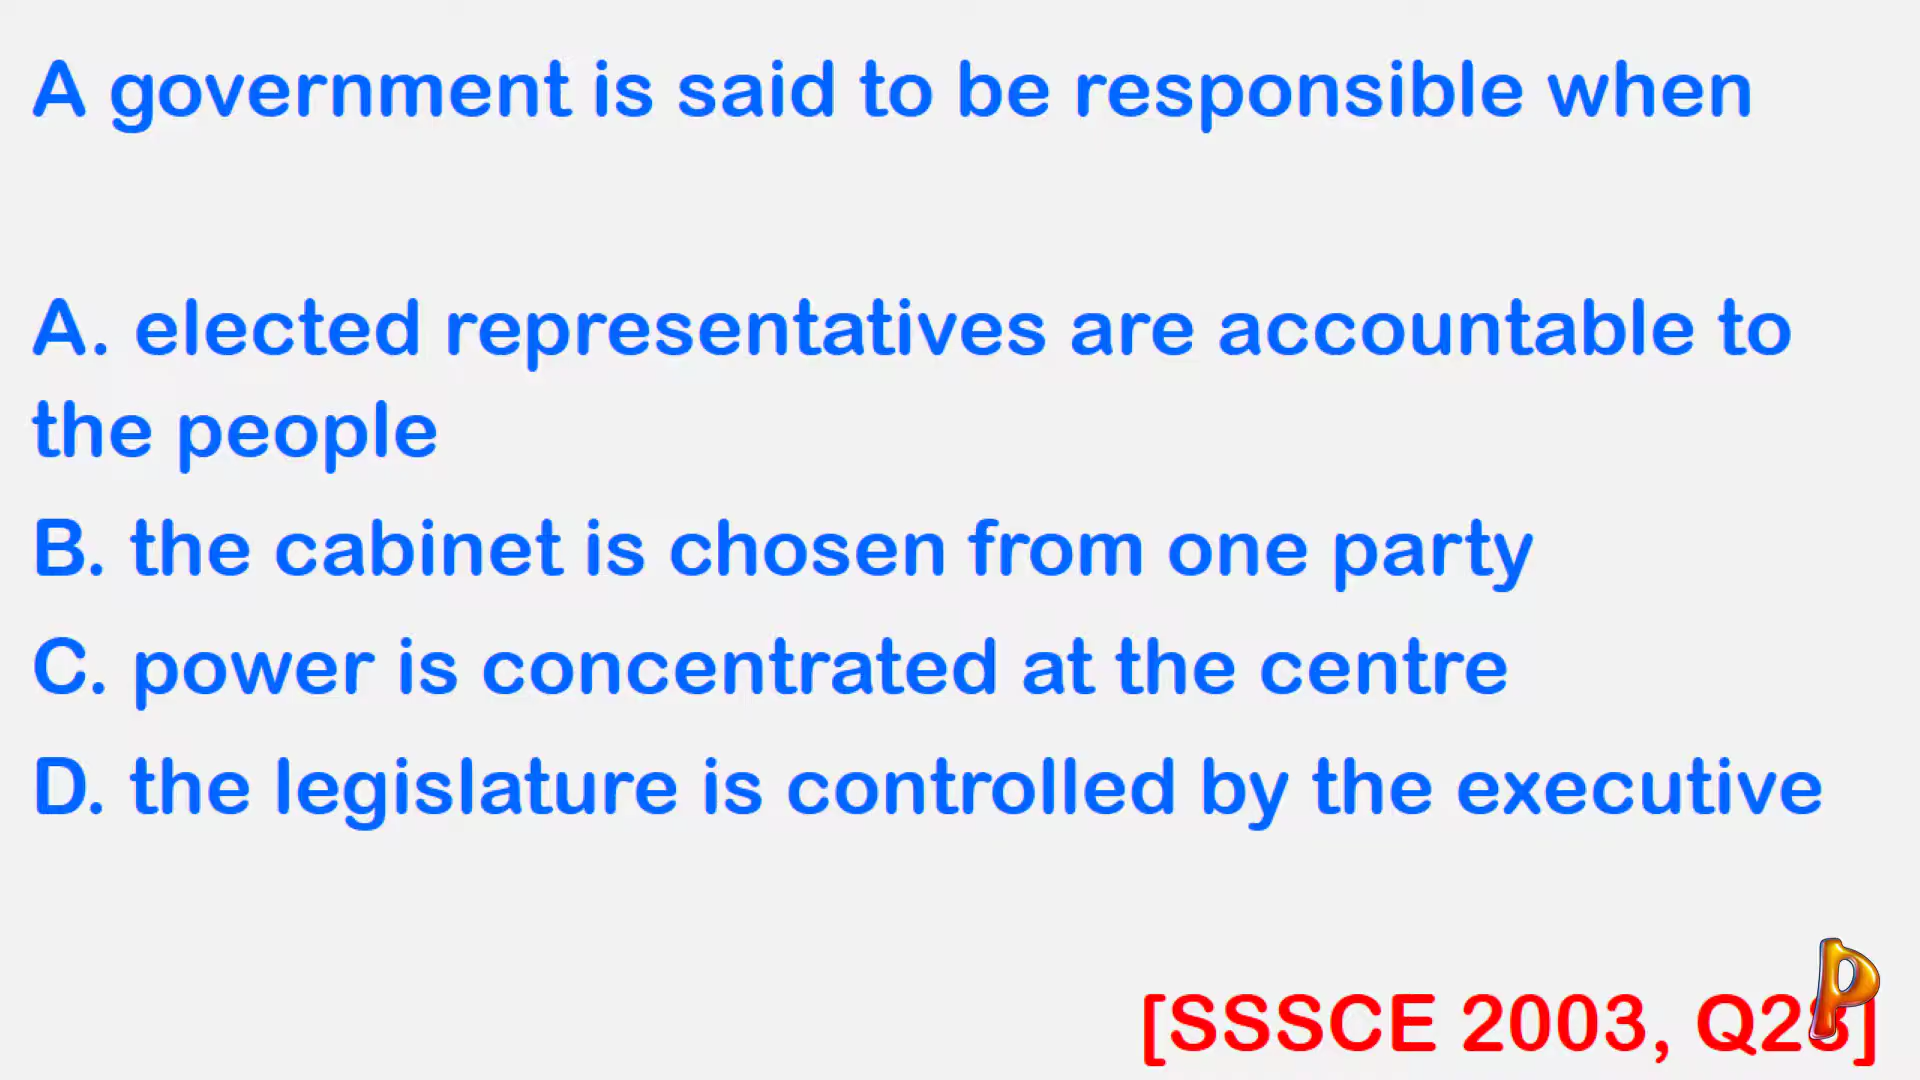 A government is said to be responsible when
A. elected representatives are accountable to
the people
B. the cabinet is chosen from one party
C. power is concentrated at the centre
D. the legislature is controlled by the executive
[SSSCE 2003,
p